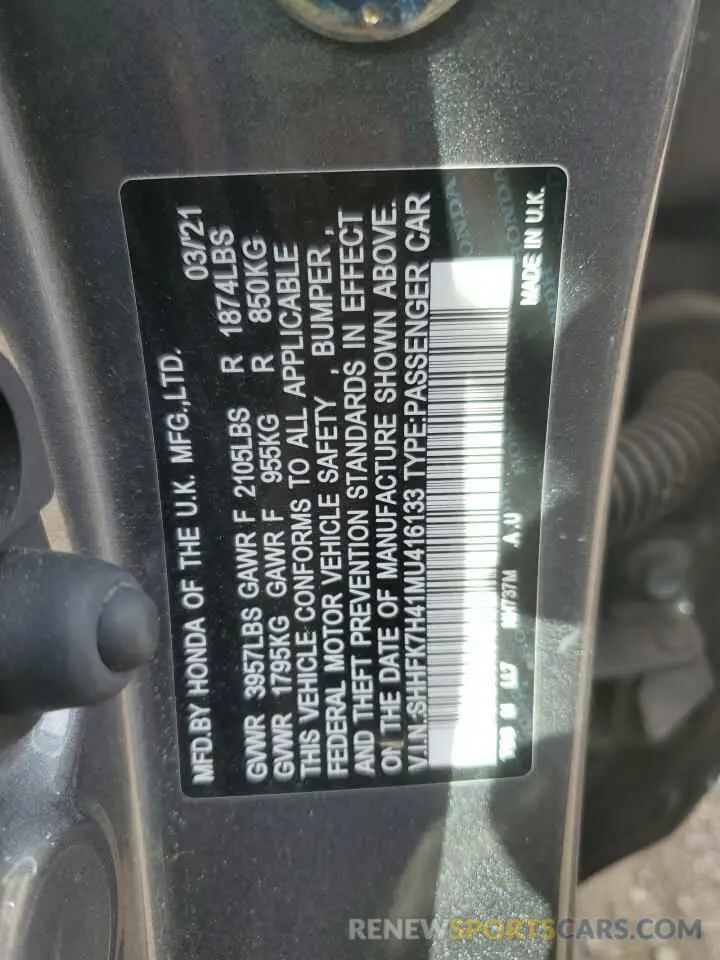 MFD.BY HONDA OF THE U.K. MFG.,LTD. 03/'21
GVWR 3957LBS GAWR F 2105LBS R 1874LBS
GVWR 1795KG GAWR F 955KG R 850KG
THIS VEHICLE CONFORMS TO ALL APPLICABLE
FEDERAL MOTOR VEHICLE SAFETY , BUMPER ,
AND THEFT PREVENTION STANDARDS IN EFFECT
ON THE DATE OF MANUFACTURE SHOWN ABOVE.
V.I.N.:SHHFK7H41MU416133 TYPE:PASSENGER CAR
A.U
MADE IN U.K.
HONDA
RENEWSPORTSCARS.COM